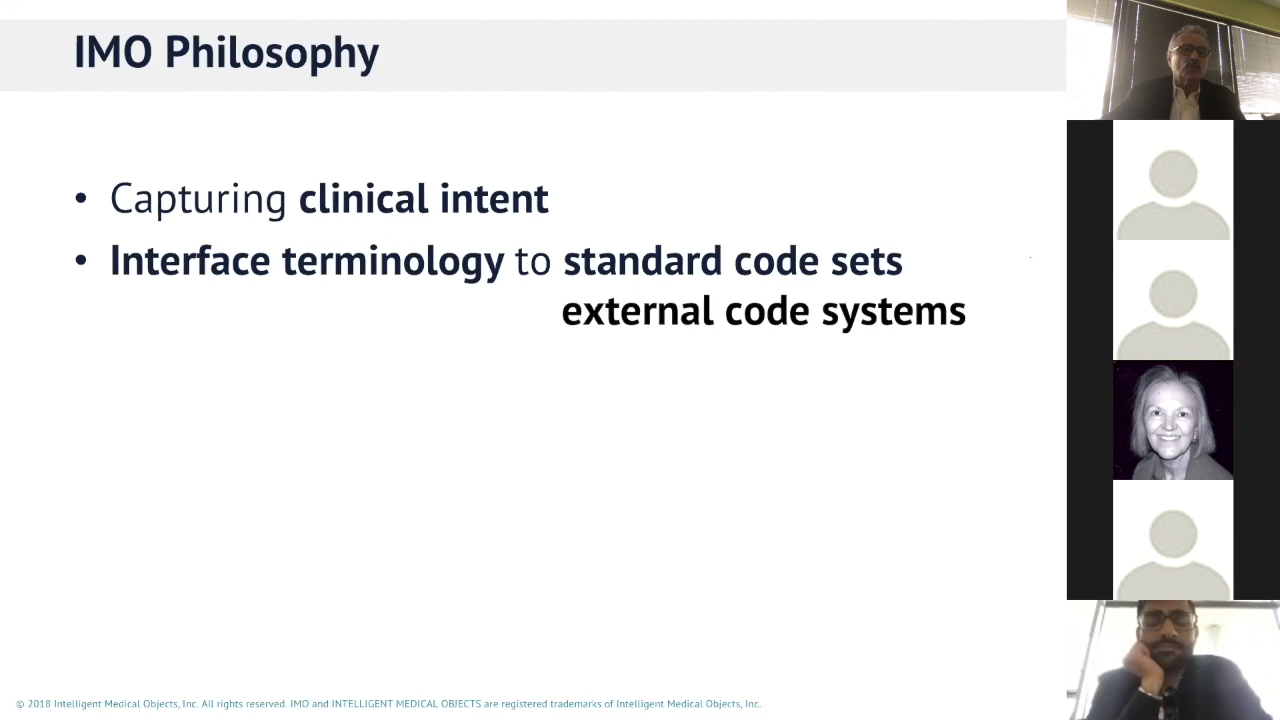 IMO Philosophy
• Capturing clinical intent
• Interface terminology to standard code sets
external code systems
© 2018 Intelligent Medical Objects, Inc. All rights reserved. IMO and INTELLIGENT MEDICAL OBJECTS are registered trademarks of Intelligent Medical Objects, Inc.